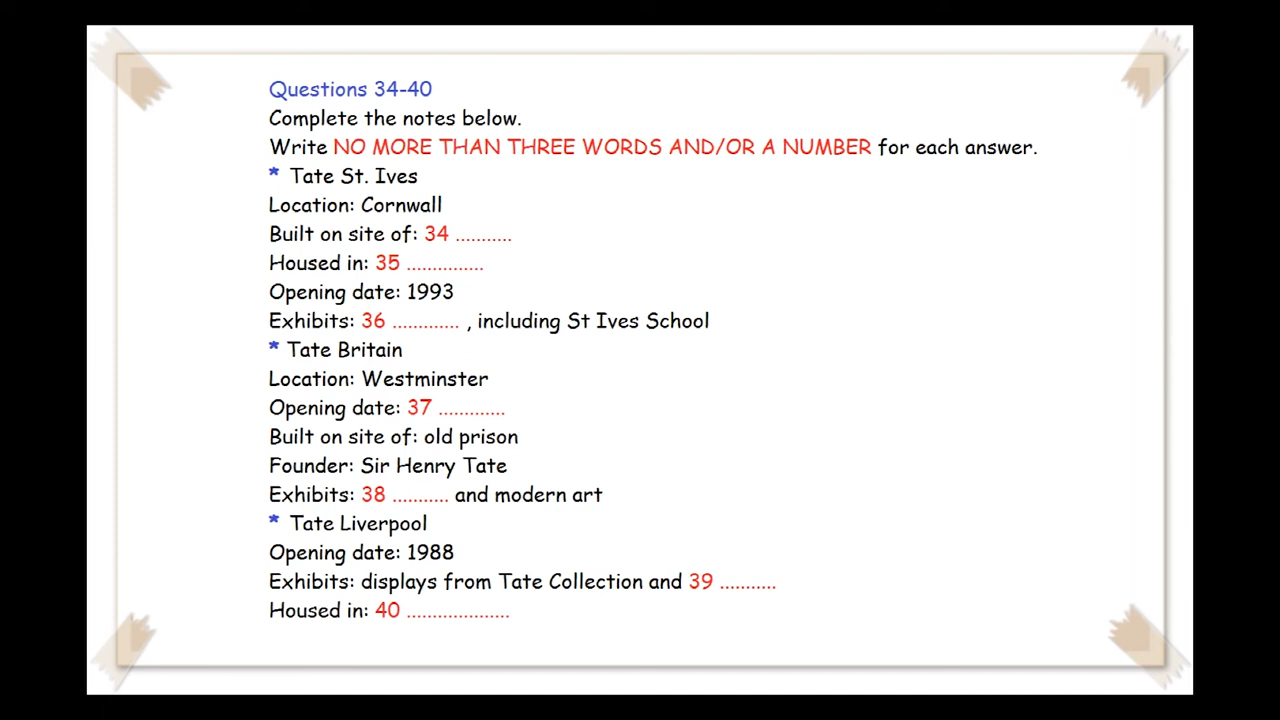 Questions 34-40
Complete the notes below.
Write NO MORE THAN THREE WORDS AND/OR A NUMBER for each answer.
* Tate St. Ives
Location: Cornwall
Built on site of: 34 ...........
Housed in: 35 ...............
Opening date: 1993
Exhibits: 36 ............. , including St Ives School
* Tate Britain
Location: Westminster
Opening date: 37 .............
Built on site of: old prison
Founder: Sir Henry Tate
Exhibits: 38 ........... and modern art
* Tate Liverpool
Opening date: 1988
Exhibits: displays from Tate Collection and 39 ...........
Housed in: 40 ....................